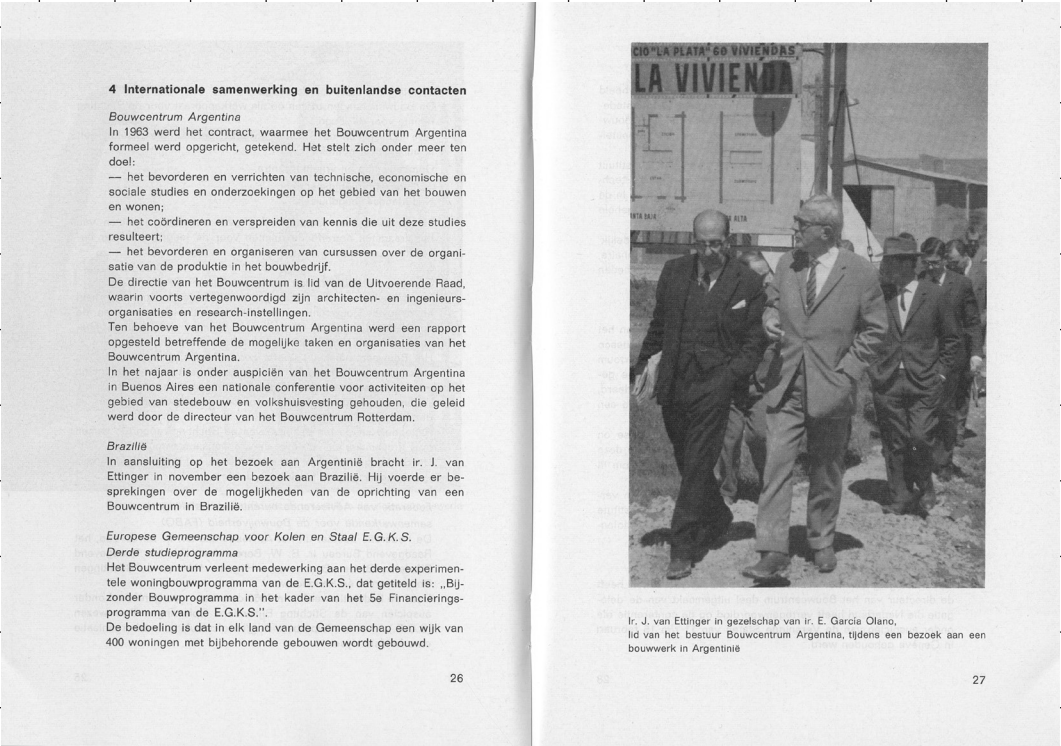 4 Internationale samenwerking en buitenlandse contacten
Bouwcentrum Argentina
In 1963 werd het contract, waarmee het Bouwcentrum Argentina
formeel werd opgericht, getekend. Het stelt zich onder meer ten
doel:
— het bevorderen en verrichten van technische, economische en
sociale studies en onderzoekingen op het gebied van het bouwen
en wonen;
— het coördineren en verspreiden van kennis die uit deze studies
resulteert;
— het bevorderen en organiseren van cursussen over de organi-
satie van de produktie in het bouwbedrijf.
De directie van het Bouwcentrum is lid van de Uitvoerende Raad,
waarin voorts vertegenwoordigd zijn architecten- en ingenieurs-
organisaties en research-instellingen.
Ten behoeve van het Bouwcentrum Argentina werd een rapport
opgesteld betreffende de mogelijke taken en organisaties van het
Bouwcentrum Argentina.
In het najaar is onder auspiciën van het Bouwcentrum Argentina
in Buenos Aires een nationale conferentie voor activiteiten op het
gebied van stedebouw en volkshuisvesting gehouden, die geleid
werd door de directeur van het Bouwcentrum Rotterdam.
Brazilië
In aansluiting op het bezoek aan Argentinië bracht ir. J. van
Ettinger in november een bezoek aan Brazilië. Hij voerde er be-
sprekingen over de mogelijkheden van de oprichting van een
Bouwcentrum in Brazilië.
Europese Gemeenschap voor Kolen en Staal E.G.K.S.
Derde studieprogramma
Het Bouwcentrum verleent medewerking aan het derde experimen-
tele woningbouwprogramma van de E.G.K.S., dat getiteld is: „Bij-
zonder Bouwprogramma in het kader van het 5e Financierings-
programma van de E.G.K.S.".
De bedoeling is dat in elk land van de Gemeenschap een wijk van
400 woningen met bijbehorende gebouwen wordt gebouwd.
26
CIO "LA PLATA" 60 VIVIENDAS
LA VIVIENDA
ANTA BAJA
ALTA
Ir. J. van Ettinger in gezelschap van ir. E. García Olano,
lid van het bestuur Bouwcentrum Argentina, tijdens een bezoek aan een
bouwwerk in Argentinië
27